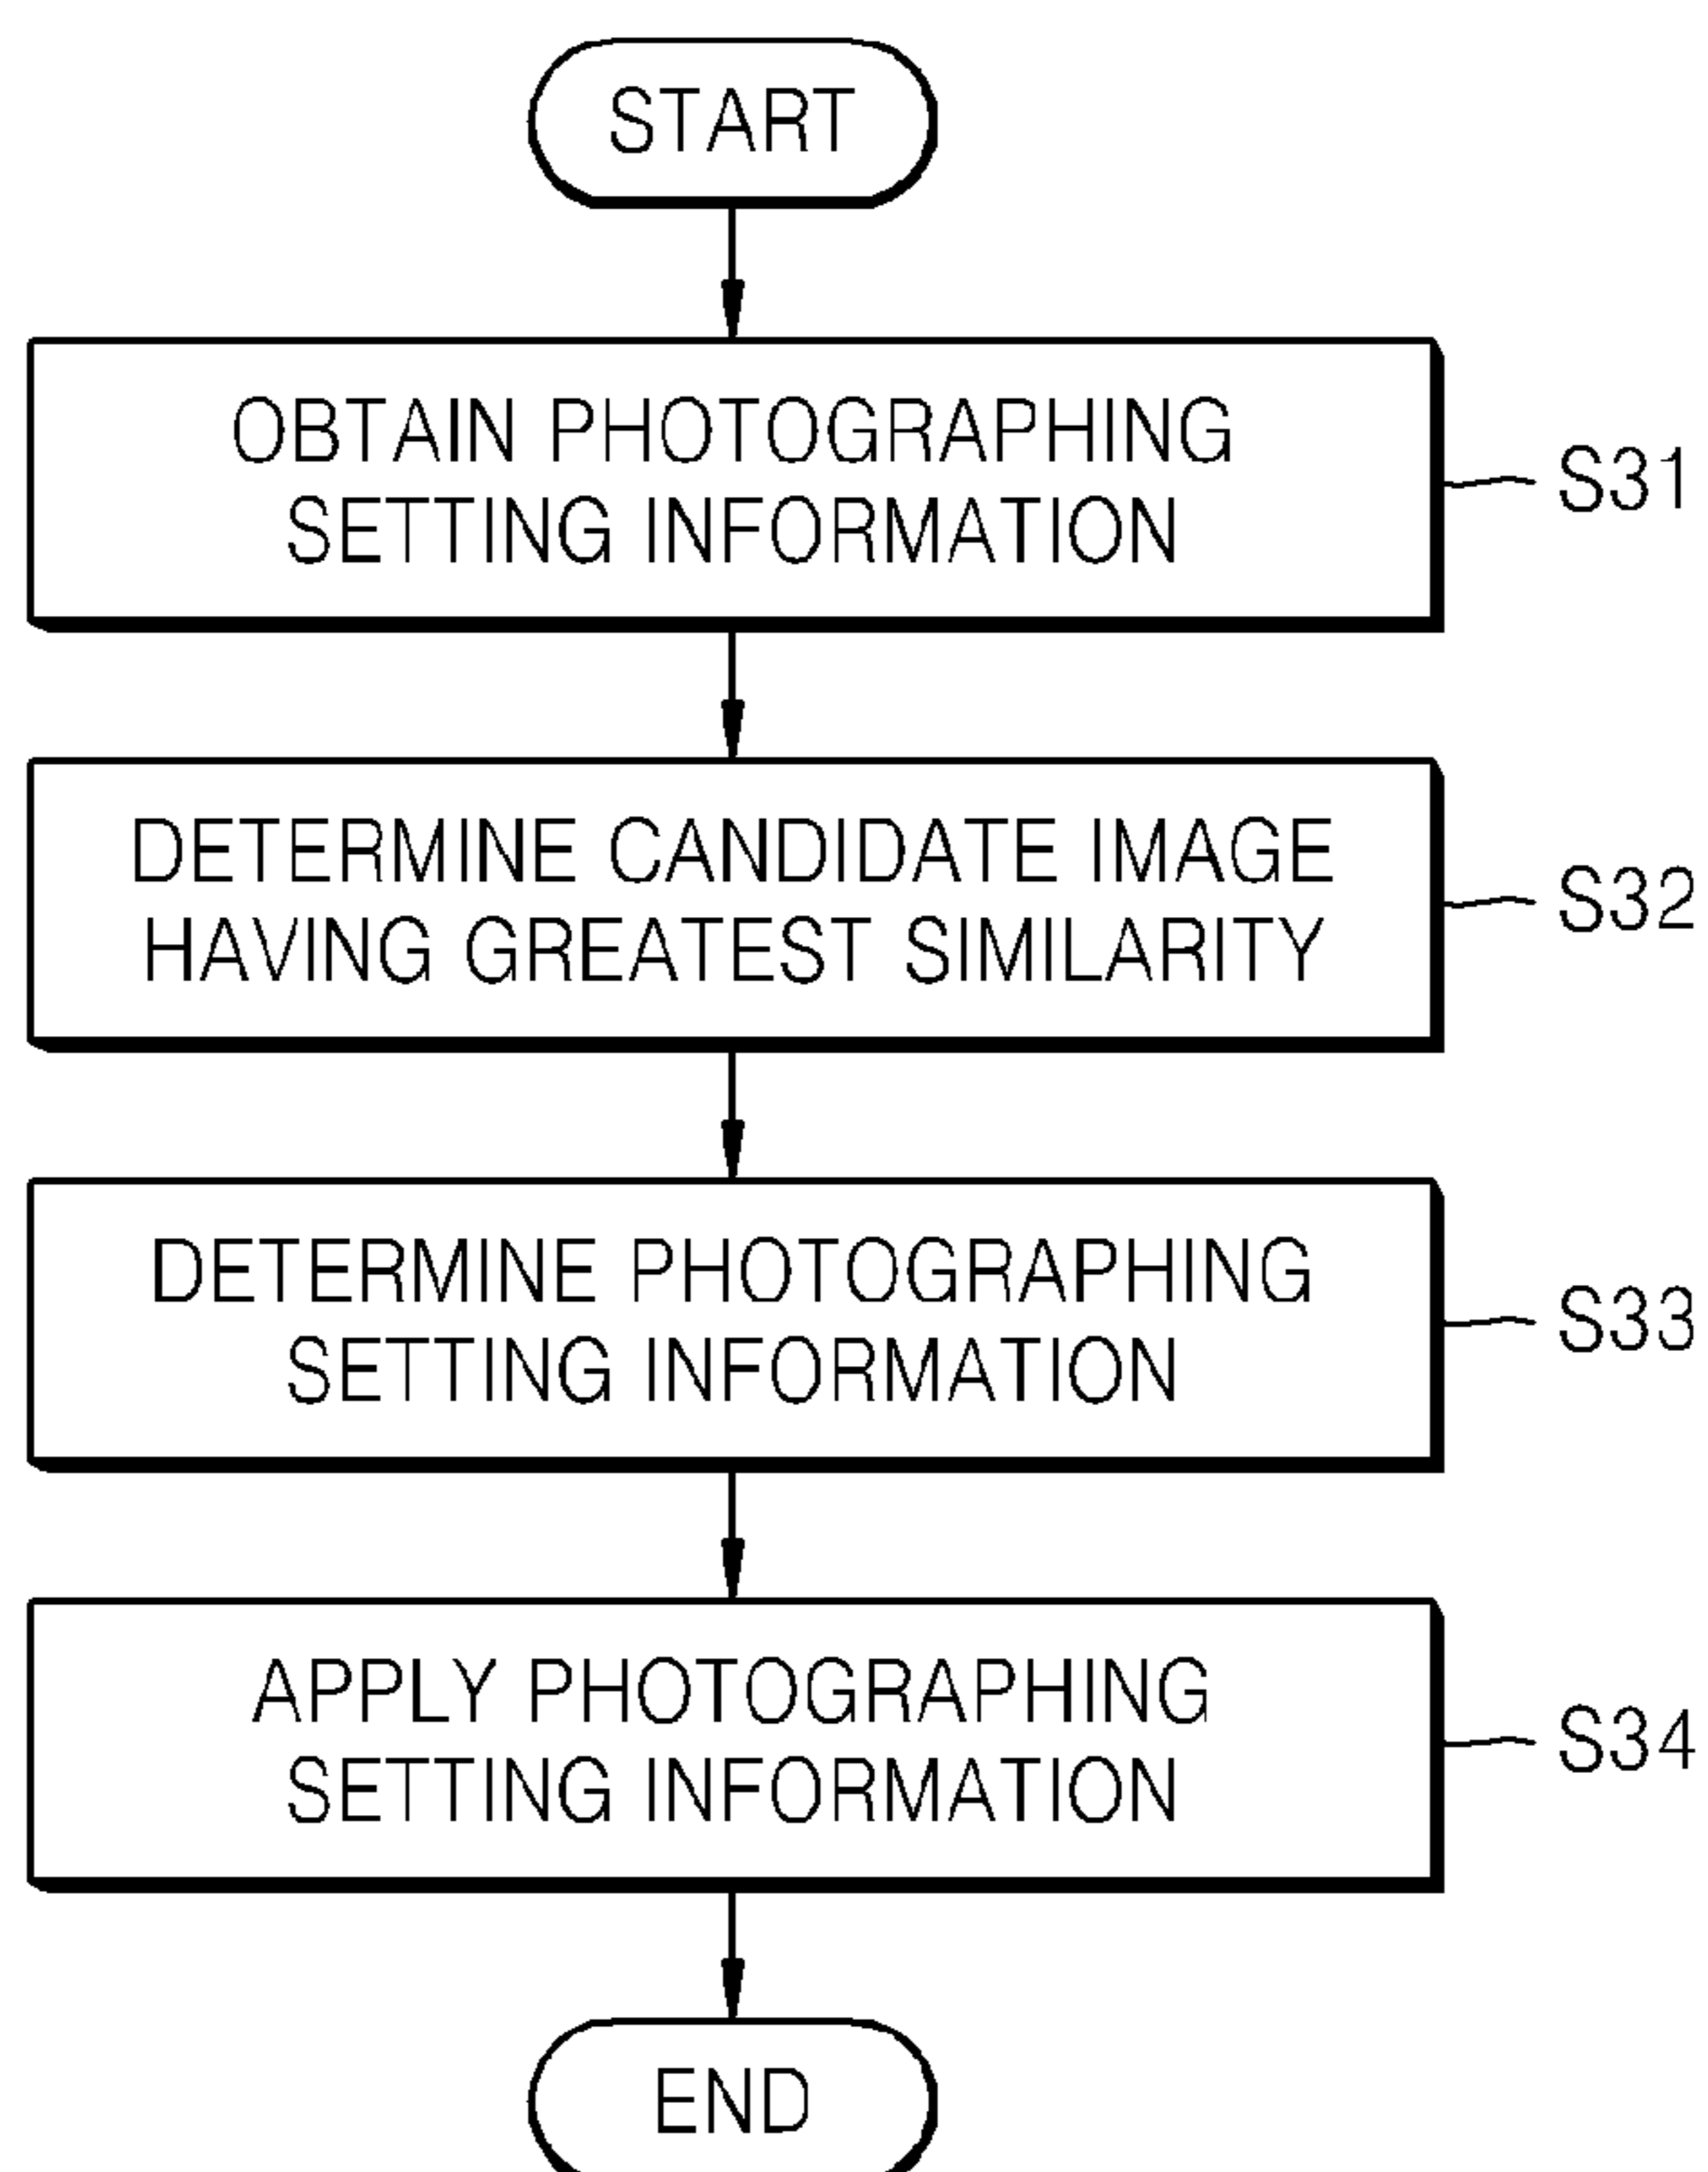 START
OBTAIN PHOTOGRAPHING
SETTING INFORMATION
S31
DETERMINE CANDIDATE IMAGE
HAVING GREATEST SIMILARITY
S32
DETERMINE PHOTOGRAPHING
SETTING INFORMATION
S33
APPLY PHOTOGRAPHING
SETTING INFORMATION
S34
END